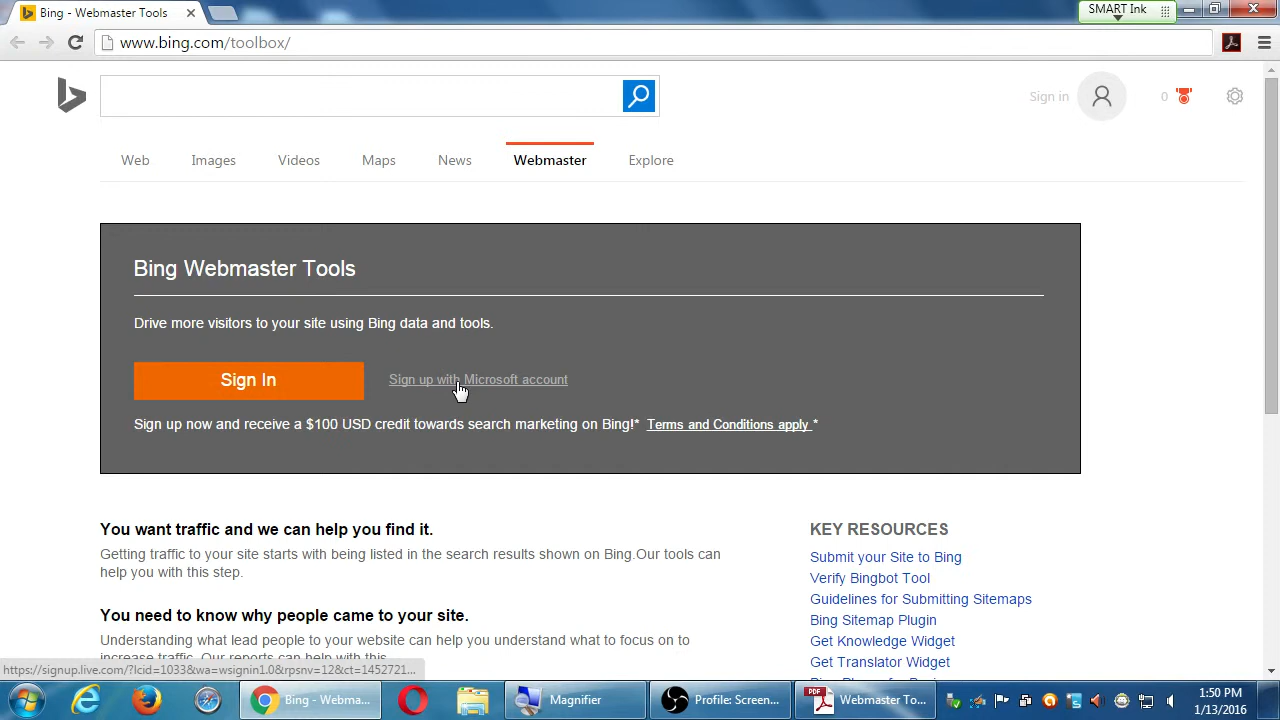 Bing - Webmaster Tools
SMART Ink
www.bing.com/toolbox/
Sign in
0
Web
Images
Videos
Maps
News
Webmaster
Explore
Bing Webmaster Tools
Drive more visitors to your site using Bing data and tools.
Sign In
Sign up with Microsoft account
Sign up now and receive a $100 USD credit towards search marketing on Bing!* Terms and Conditions apply *
You want traffic and we can help you find it.
Getting traffic to your site starts with being listed in the search results shown on Bing.Our tools can
help you with this step.
You need to know why people came to your site.
Understanding what lead people to your website can help you understand what to focus on to
increase traffic. Our reports can help with this.
KEY RESOURCES
Submit your Site to Bing
Verify Bingbot Tool
Guidelines for Submitting Sitemaps
Bing Sitemap Plugin
Get Knowledge Widget
Get Translator Widget
https://signup.live.com/?lcid=1033&wa=wsignin1.0&rpsnv=12&ct=1452721...
Bing - Webma...
Magnifier
Profile: Screen...
PDF
Webmaster To...
1:50 PM
1/13/2016